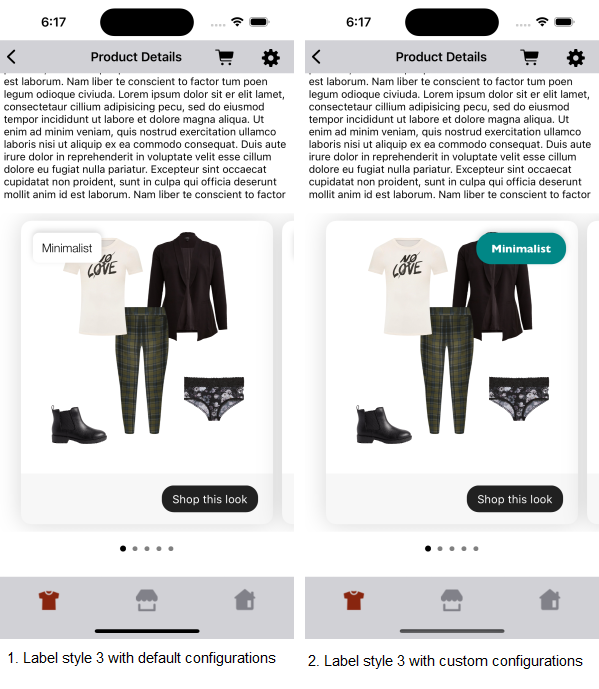 6:17
Product Details
est laborum. Nam liber te conscient to factor tum poen
legum odioque civiuda. Lorem ipsum dolor sit er elit lamet,
consectetaur cillium adipisicing pecu, sed do eiusmod
tempor incididunt ut labore et dolore magna aliqua. Ut
enim ad minim veniam, quis nostrud exercitation ullamco
laboris nisi ut aliquip ex ea commodo consequat. Duis aute
irure dolor in reprehenderit in voluptate velit esse cillum
dolore eu fugiat nulla pariatur. Excepteur sint occaecat
cupidatat non proident, sunt in culpa qui officia deserunt
mollit anim id est laborum. Nam liber te conscient to factor
Minimalist
NO
LOVE
Shop this look
1. Label style 3 with default configurations
6:17
Product Details
est laborum. Nam liber te conscient to factor tum poen
legum odioque civiuda. Lorem ipsum dolor sit er elit lamet,
consectetaur cillium adipisicing pecu, sed do eiusmod
tempor incididunt ut labore et dolore magna aliqua. Ut
enim ad minim veniam, quis nostrud exercitation ullamco
laboris nisi ut aliquip ex ea commodo consequat. Duis aute
irure dolor in reprehenderit in voluptate velit esse cillum
dolore eu fugiat nulla pariatur. Excepteur sint occaecat
cupidatat non proident, sunt in culpa qui officia deserunt
mollit anim id est laborum. Nam liber te conscient to factor
Minimalist
NO
LOVE
Shop this look
2. Label style 3 with custom configurations